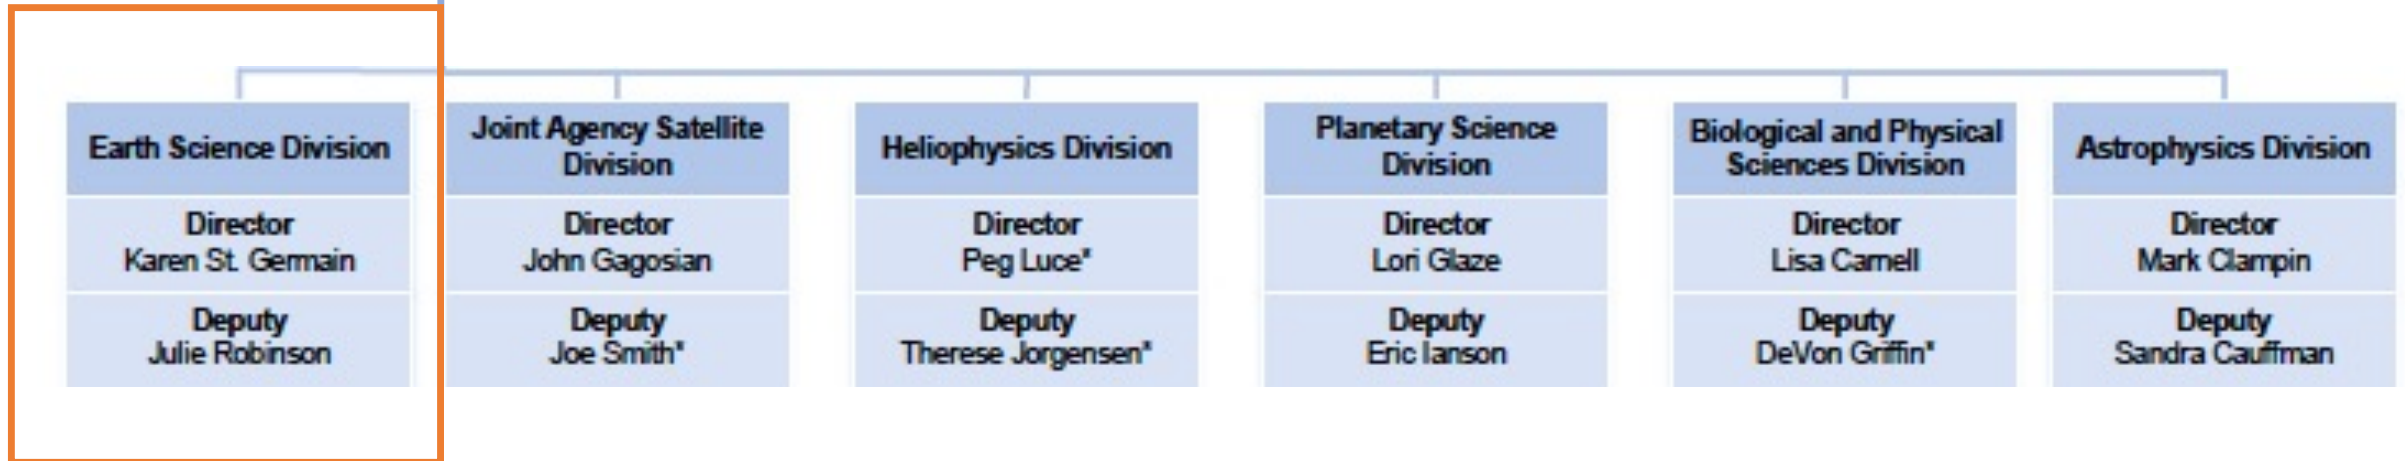 Earth Science Division
Director
Karen St. Germain
Deputy
Julie Robinson
Joint Agency Satellite
Division
Director
John Gagosian
Deputy
Joe Smith*
Heliophysics Division
Director
Peg Luce*
Deputy
Therese Jorgensen*
Planetary Science
Division
Director
Lori Glaze
Deputy
Eric Ianson
Biological and Physical
Sciences Division
Director
Lisa Carnell
Deputy
DeVon Griffin*
Astrophysics Division
Director
Mark Clampin
Deputy
Sandra Cauffman